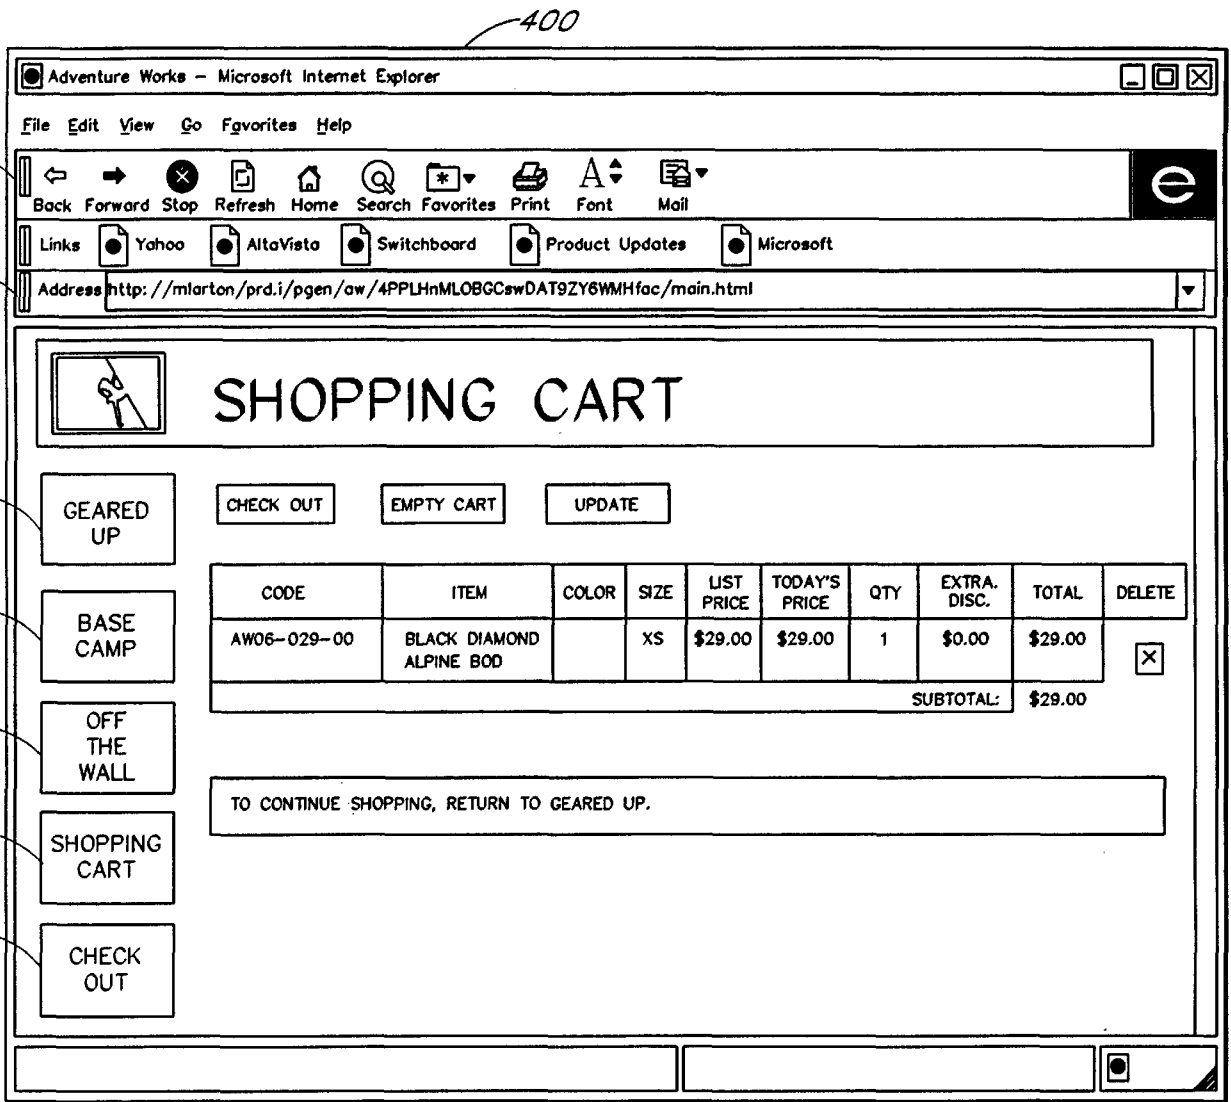 400
Adventure Works - Microsoft Internet Explorer
File Edit View Go Favorites Help
Back Forward Stop Refresh Home Search Favorites Print Font Mail
Links Yahoo AltaVista Switchboard Product Updates Microsoft
Address http://mlarton/prd.i/pgen/aw/4PPLHnMLOBGCswDAT9ZY6WMHfac/main.html
SHOPPING CART
GEARED
UP
BASE
CAMP
OFF
THE
WALL
SHOPPING
CART
CHECK
OUT
CHECK OUT EMPTY CART UPDATE
CODE ITEM COLOR SIZE LIST PRICE TODAY'S PRICE QTY EXTRA. DISC. TOTAL DELETE
AW06-029-00 BLACK DIAMOND XS $29.00 $29.00 1 $0.00 $29.00
ALPINE BOD
SUBTOTAL: $29.00
TO CONTINUE SHOPPING, RETURN TO GEARED UP.